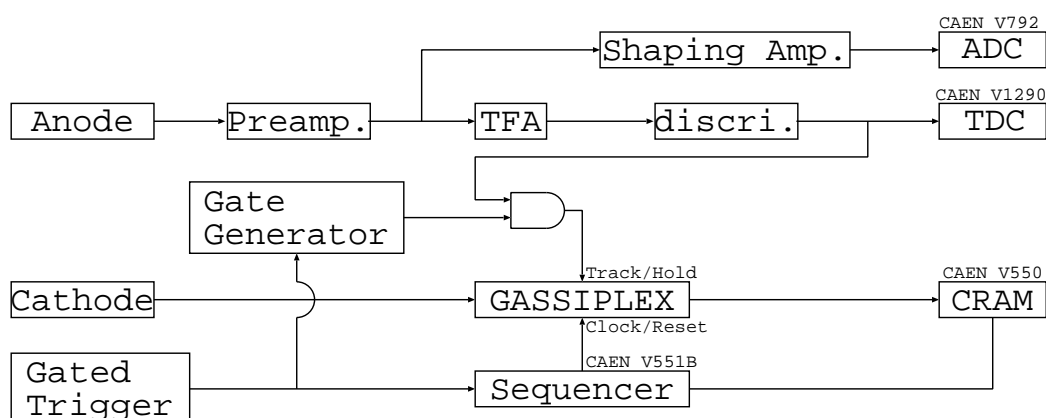 CAEN V792
Shaping Amp.
ADC
CAEN V1290
Anode
Preamp.
TFA
discri.
TDC
Gate
Generator
Track/Hold
CAEN V550
Cathode
GASSIPLEX
CRAM
Clock/Reset
CAEN V551B
Gated
Trigger
Sequencer